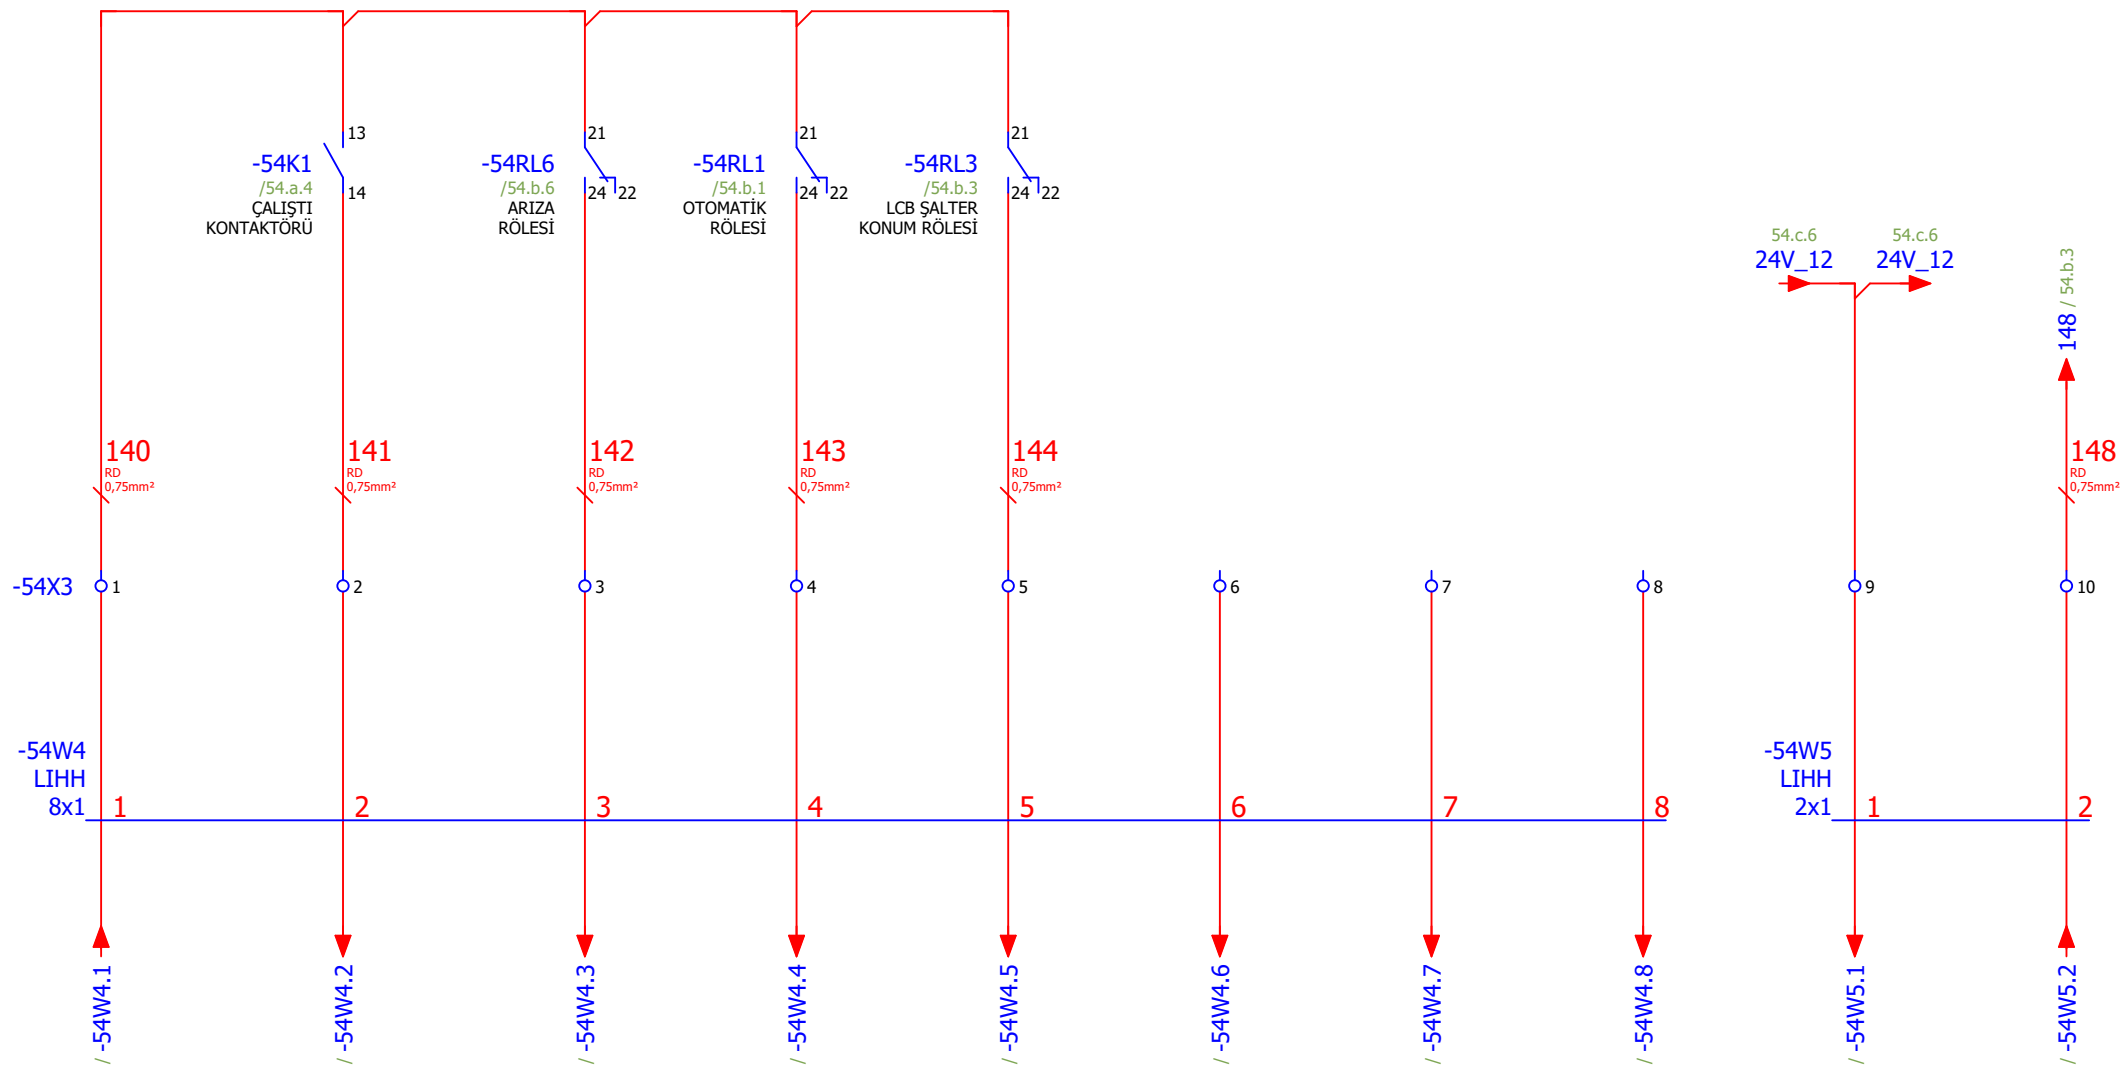 13
-54K1
/54.a.4
14
ÇALIŞTI
KONTAKTÖRÜ
21
-54RL6
/54.b.6
24 22
ARIZA
RÖLESİ
21
-54RL1
/54.b.1
24 22
OTOMATİK
RÖLESİ
21
-54RL3
/54.b.3
24 22
LCB ŞALTER
KONUM RÖLESİ
54.c.6
24V_12
54.c.6
24V_12
148 / 54.b.3
140
RD
0,75mm²
141
RD
0,75mm²
142
RD
0,75mm²
143
RD
0,75mm²
144
RD
0,75mm²
148
RD
0,75mm²
-54X3 1 2 3 4 5 6 7 8 9 10
-54W4
LIHH
8x1 1 2 3 4 5 6 7 8
-54W5
LIHH
2x1 1 2
/ -54W4.1
/ -54W4.2
/ -54W4.3
/ -54W4.4
/ -54W4.5
/ -54W4.6
/ -54W4.7
/ -54W4.8
/ -54W5.1
/ -54W5.2